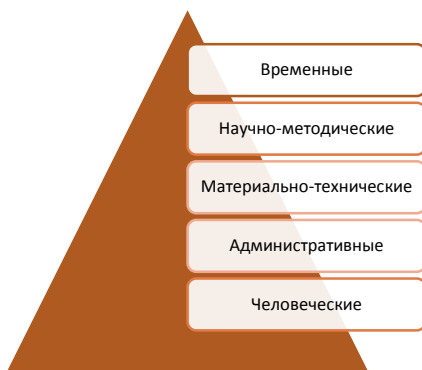 Временные
Научно-методические
Материально-технические
Административные
Человеческие